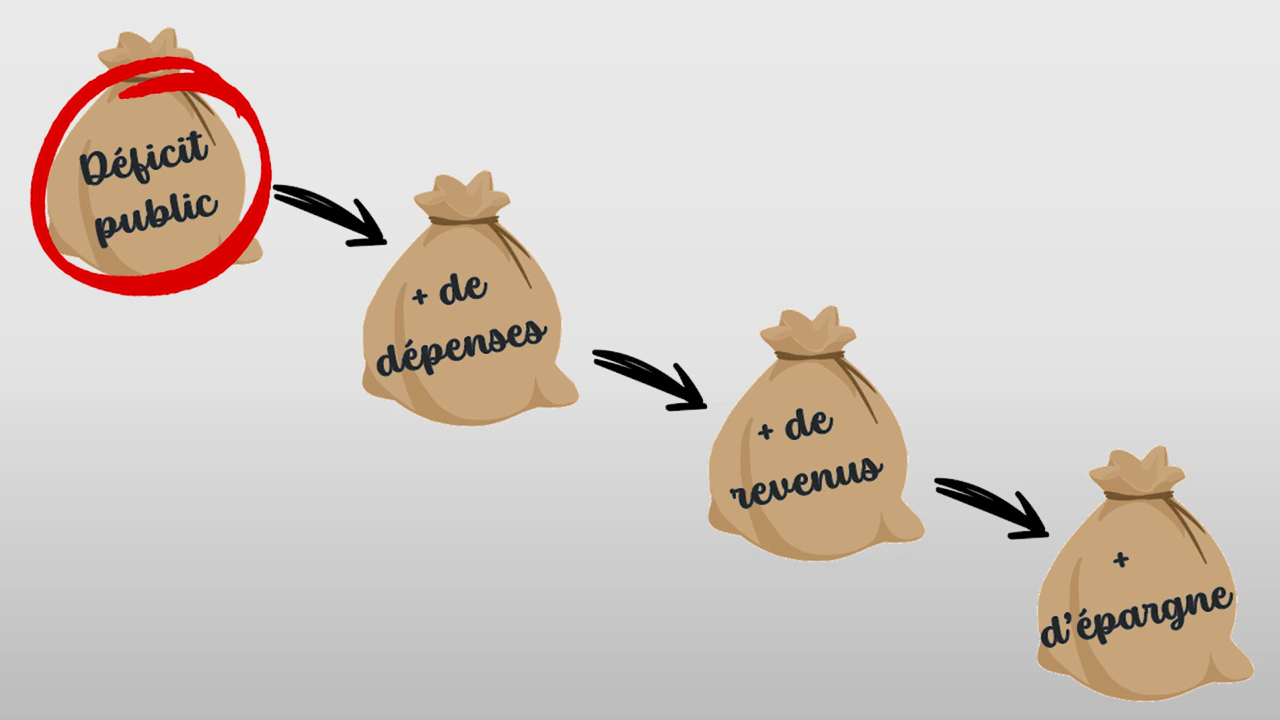 Déficit
public
+ de
dépenses
+ de
revenus
+
d'épargne